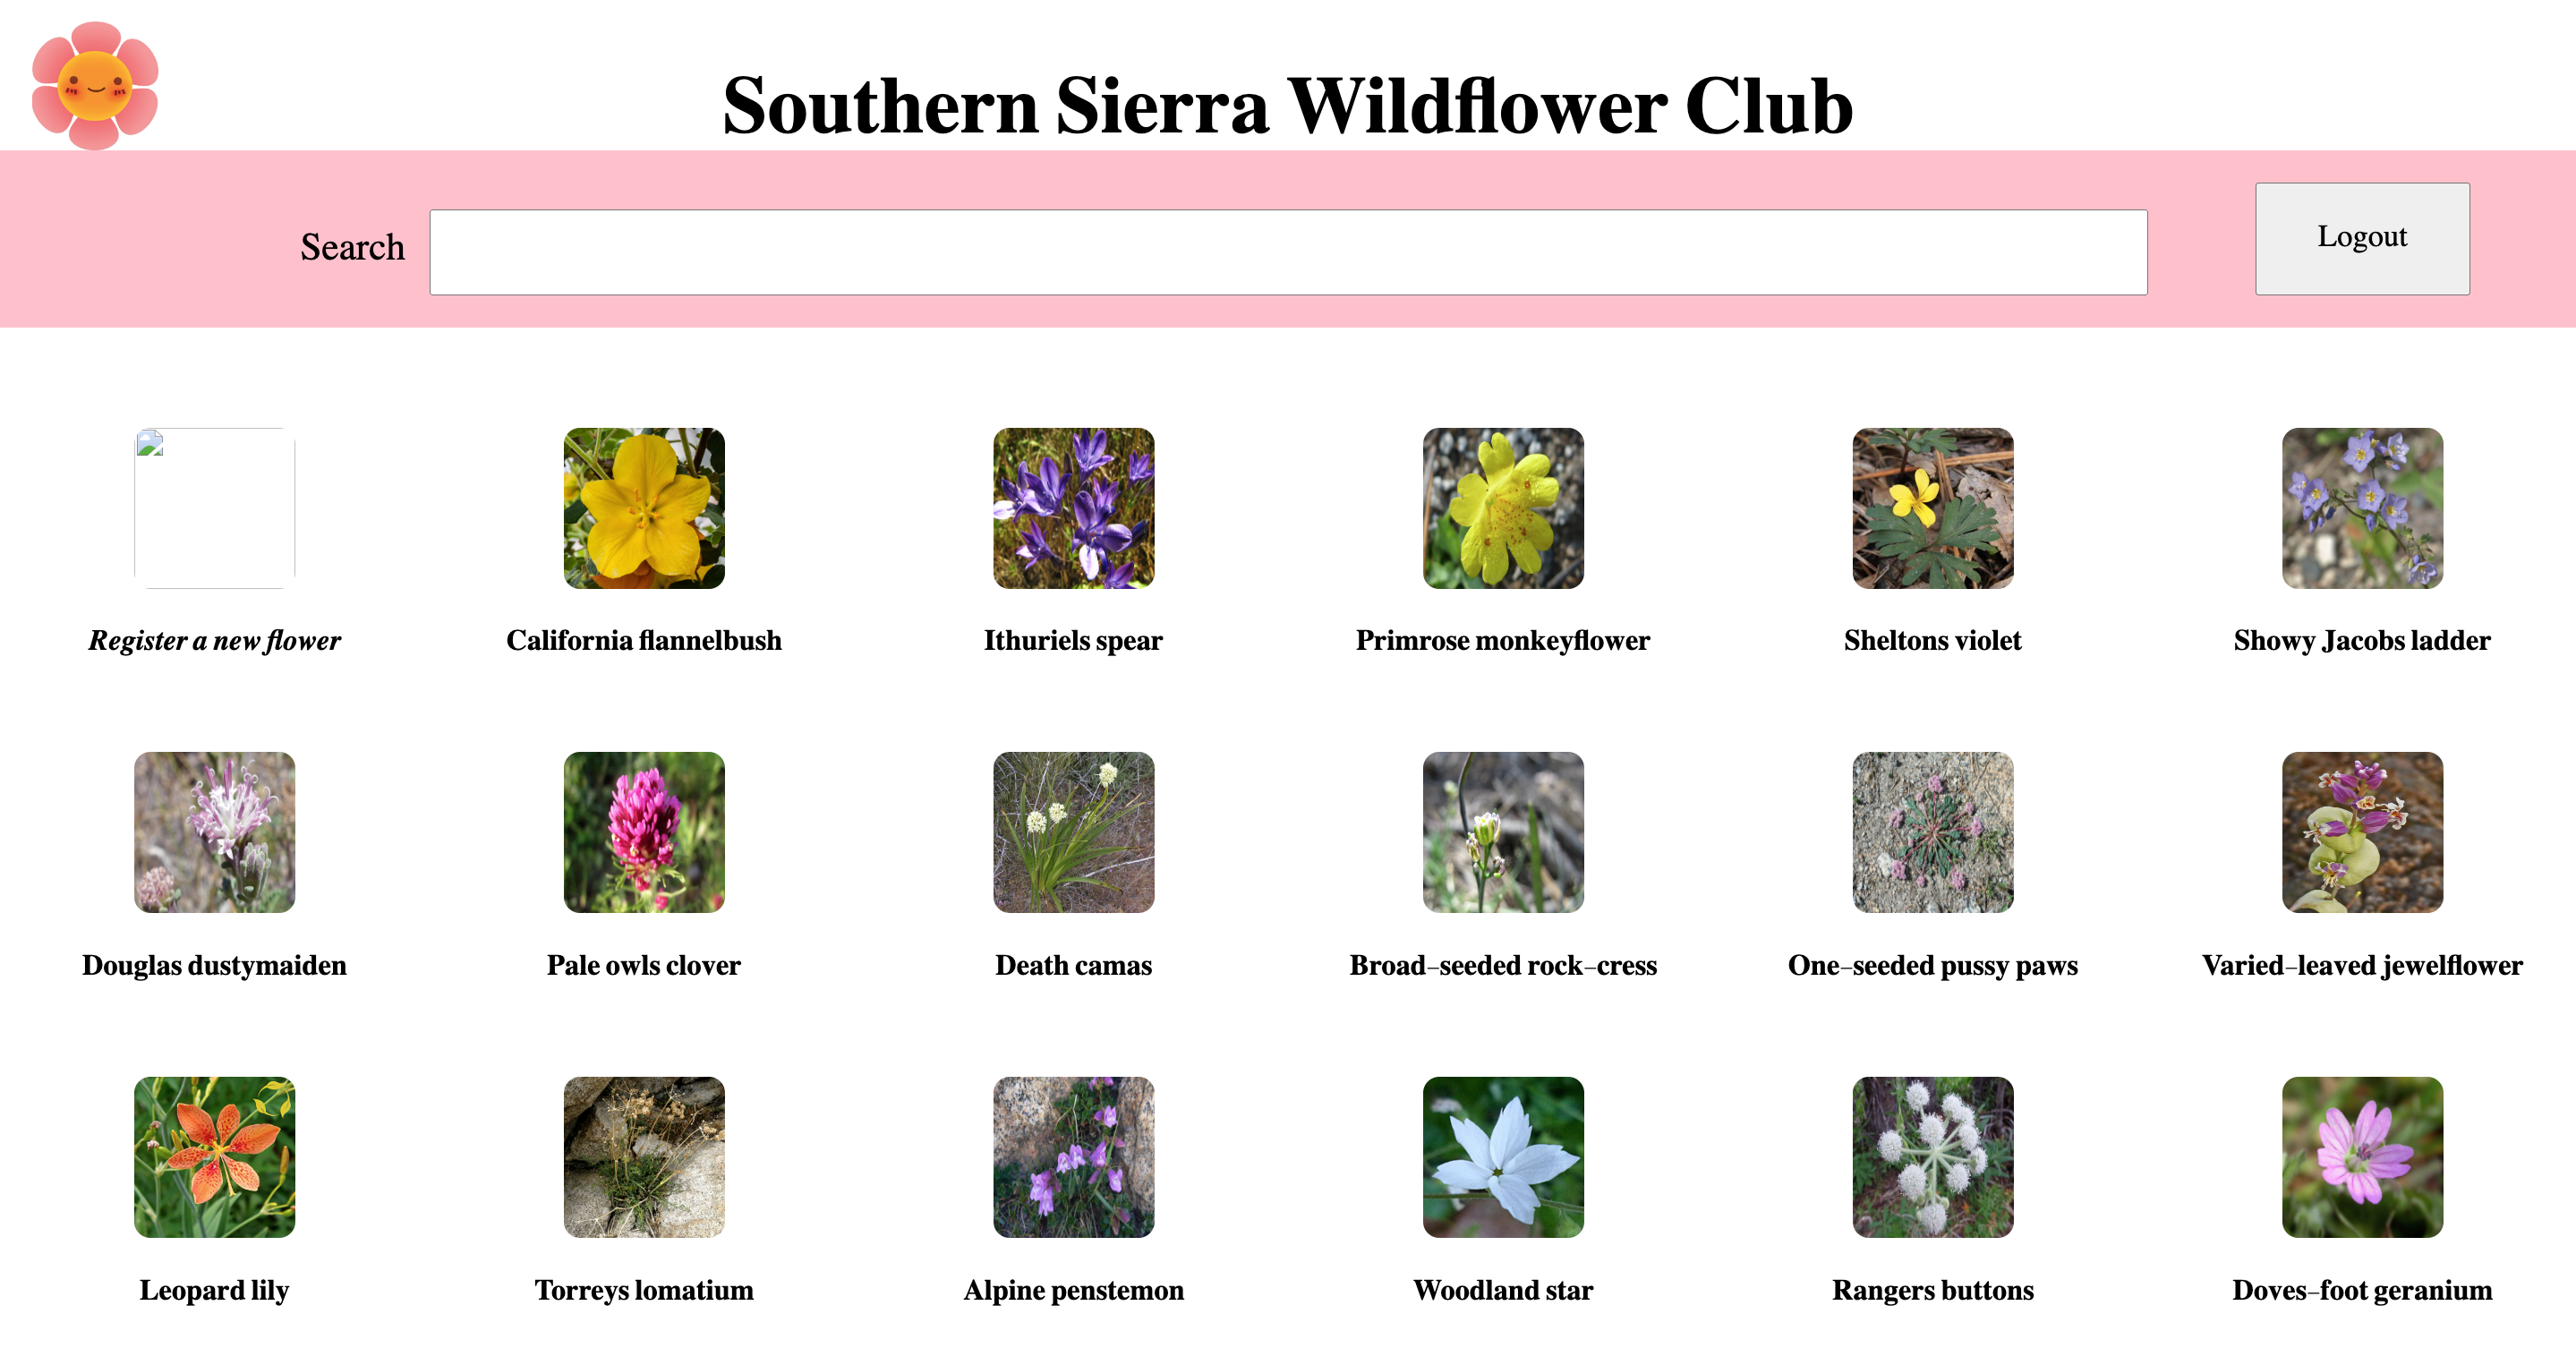 Southern Sierra Wildflower Club
Search
Logout
Register a new flower
California flannelbush
Ithuriels spear
Primrose monkeyflower
Sheltons violet
Showy Jacobs ladder
Douglas dustymaiden
Pale owls clover
Death camas
Broad-seeded rock-cress
One-seeded pussy paws
Varied-leaved jewelflower
Leopard lily
Torreys lomatium
Alpine penstemon
Woodland star
Rangers buttons
Doves-foot geranium